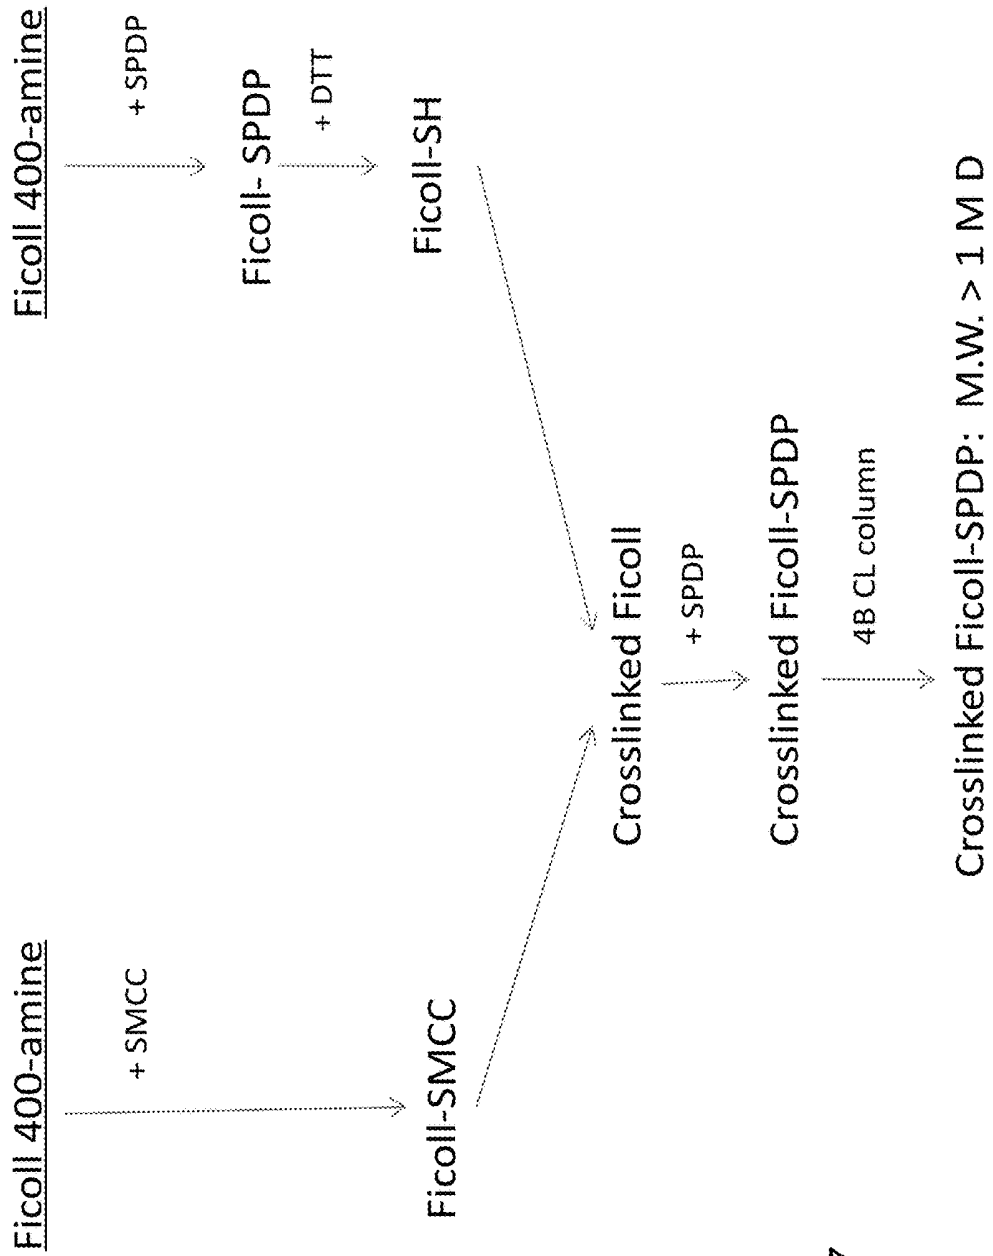 Ficoll 400-amine
Ficoll 400-amine
+ SMCC
+ SPDP
Ficoll- SPDP
+ DTT
Ficoll-SMCC
Ficoll-SH
Crosslinked Ficoll
+ SPDP
Crosslinked Ficoll-SPDP
4B CL column
Crosslinked Ficoll-SPDP: M.W. > 1 M D